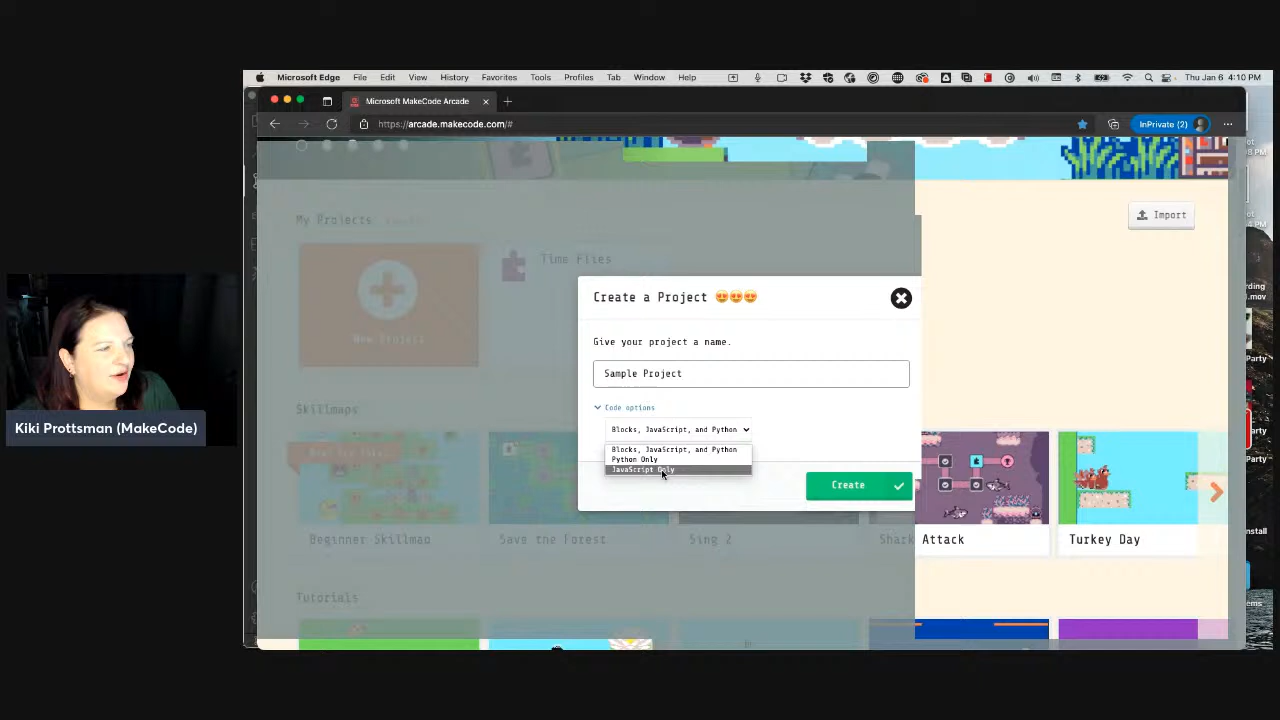 Microsoft Edge File Edit View History Favorites Tools Profiles Tab Window Help Thu Jan 6 4:10 PM
Microsoft MakeCode Arcade
https://arcade.makecode.com/#
InPrivate (2)
My Projects
Import
New Project
Time Flies
Create a Project 😍😍😍
Give your project a name.
Sample Project
Code options
Blocks, JavaScript, and Python
Blocks, JavaScript, and Python
Python Only
JavaScript Only
Create
Kiki Prottsman (MakeCode)
Skillmaps
Beginner Skillmap
Save the Forest
Sing 2
Shark Attack
Turkey Day
Tutorials